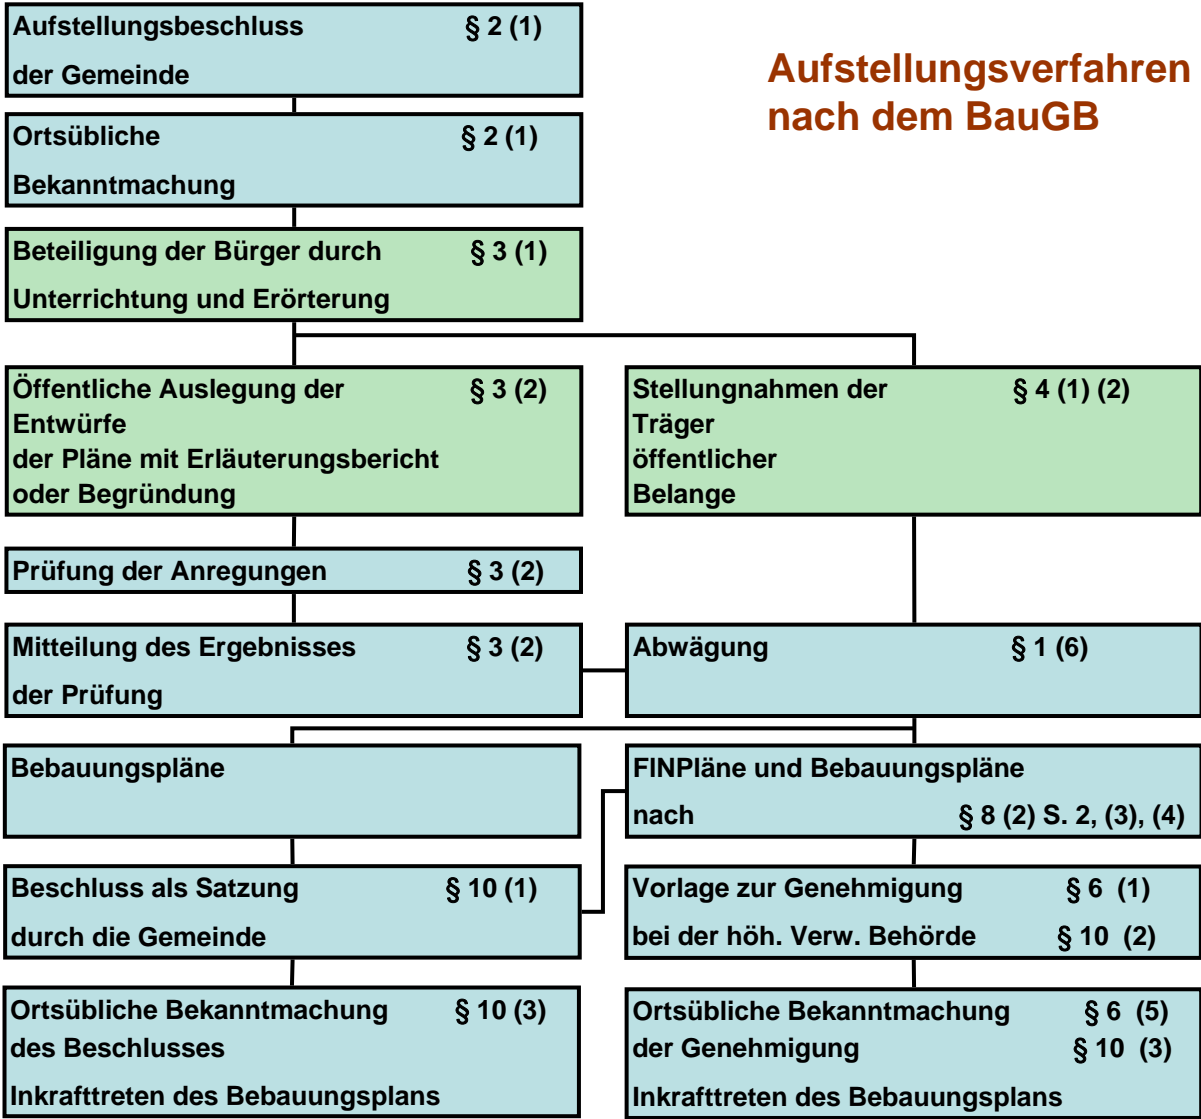 Aufstellungsverfahren
nach dem BauGB
Aufstellungsbeschluss § 2 (1)
der Gemeinde
Ortsübliche § 2 (1)
Bekanntmachung
Beteiligung der Bürger durch § 3 (1)
Unterrichtung und Erörterung
Öffentliche Auslegung der § 3 (2)
Entwürfe
der Pläne mit Erläuterungsbericht
oder Begründung
Stellungnahmen der § 4 (1) (2)
Träger
öffentlicher
Belange
Prüfung der Anregungen § 3 (2)
Mitteilung des Ergebnisses § 3 (2)
der Prüfung
Abwägung § 1 (6)
Bebauungspläne
FINPläne und Bebauungspläne
nach § 8 (2) S. 2, (3), (4)
Beschluss als Satzung § 10 (1)
durch die Gemeinde
Vorlage zur Genehmigung § 6 (1)
bei der höh. Verw. Behörde § 10 (2)
Ortsübliche Bekanntmachung § 10 (3)
des Beschlusses
Inkrafttreten des Bebauungsplans
Ortsübliche Bekanntmachung § 6 (5)
der Genehmigung § 10 (3)
Inkrafttreten des Bebauungsplans